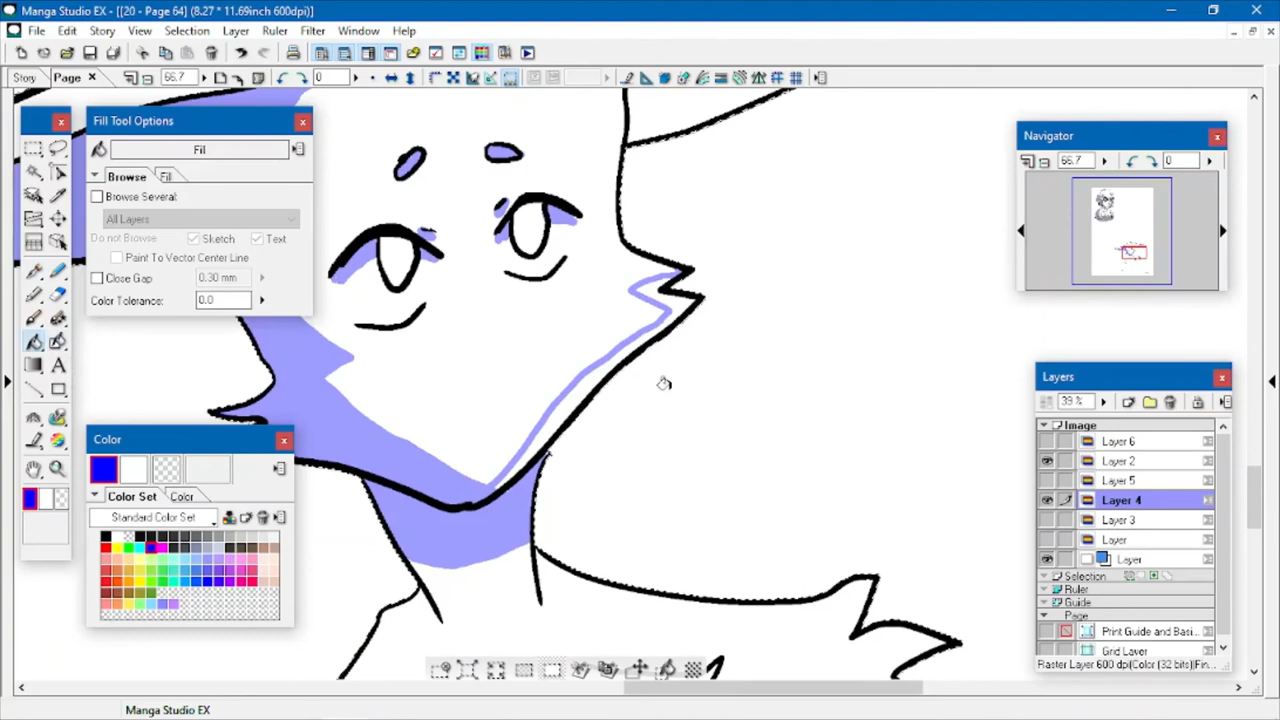 Manga Studio EX - [[20 - Page 64] (8.27 * 11.69inch 600dpi)]
File Edit Story View Selection Layer Ruler Filter Window Help
Story Page 66.7 0
Fill Tool Options
Fill
Browse Fill
Browse Several:
All Layers
Do not Browse Sketch Text
Paint To Vector Center Line
Close Gap 0.30 mm
Color Tolerance: 0.0
Navigator
66.7 0
Color
Color Set Color
Standard Color Set
Layers
39 %
Image
Layer 6
Layer 2
Layer 5
Layer 4
Layer 3
Layer
Layer
Selection
Ruler
Guide
Page
Print Guide and Basi...
Grid Layer
Raster Layer 600 dpi(Color (32 bits)(Fin...
Manga Studio EX